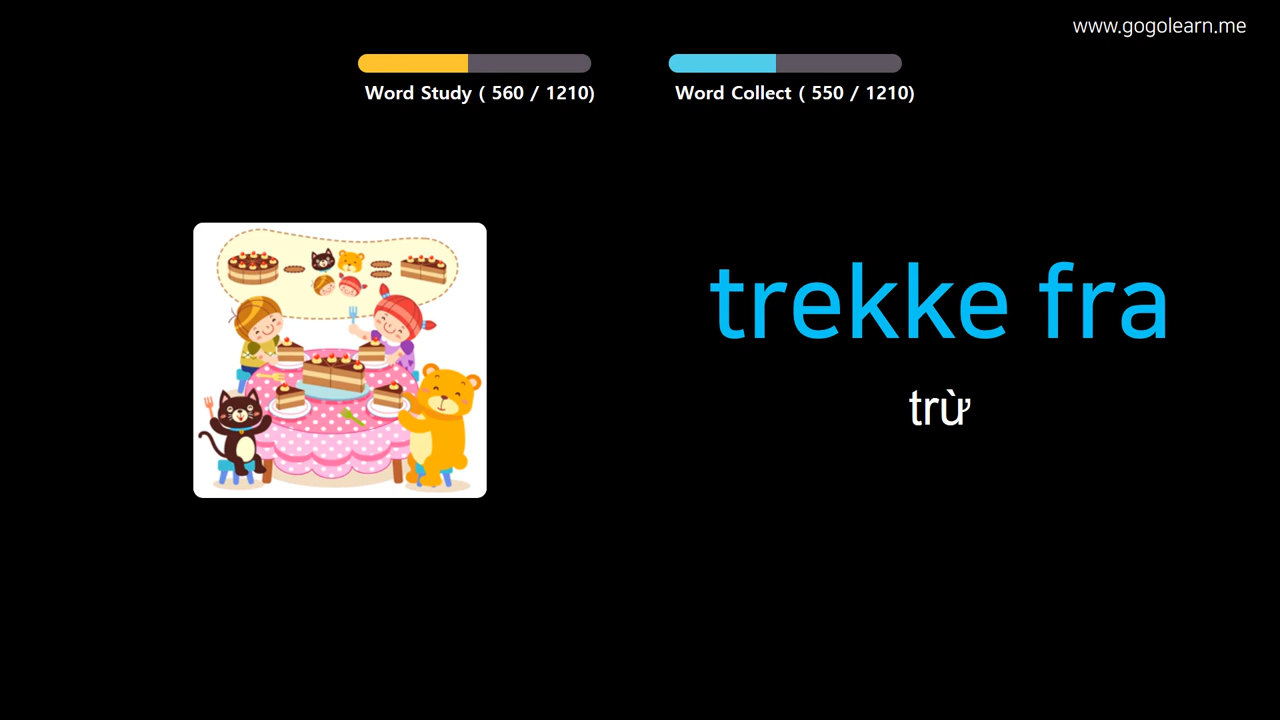 www.gogolearn.me
Word Study ( 560 / 1210)
Word Collect ( 550 / 1210)
trekke fra
trừ